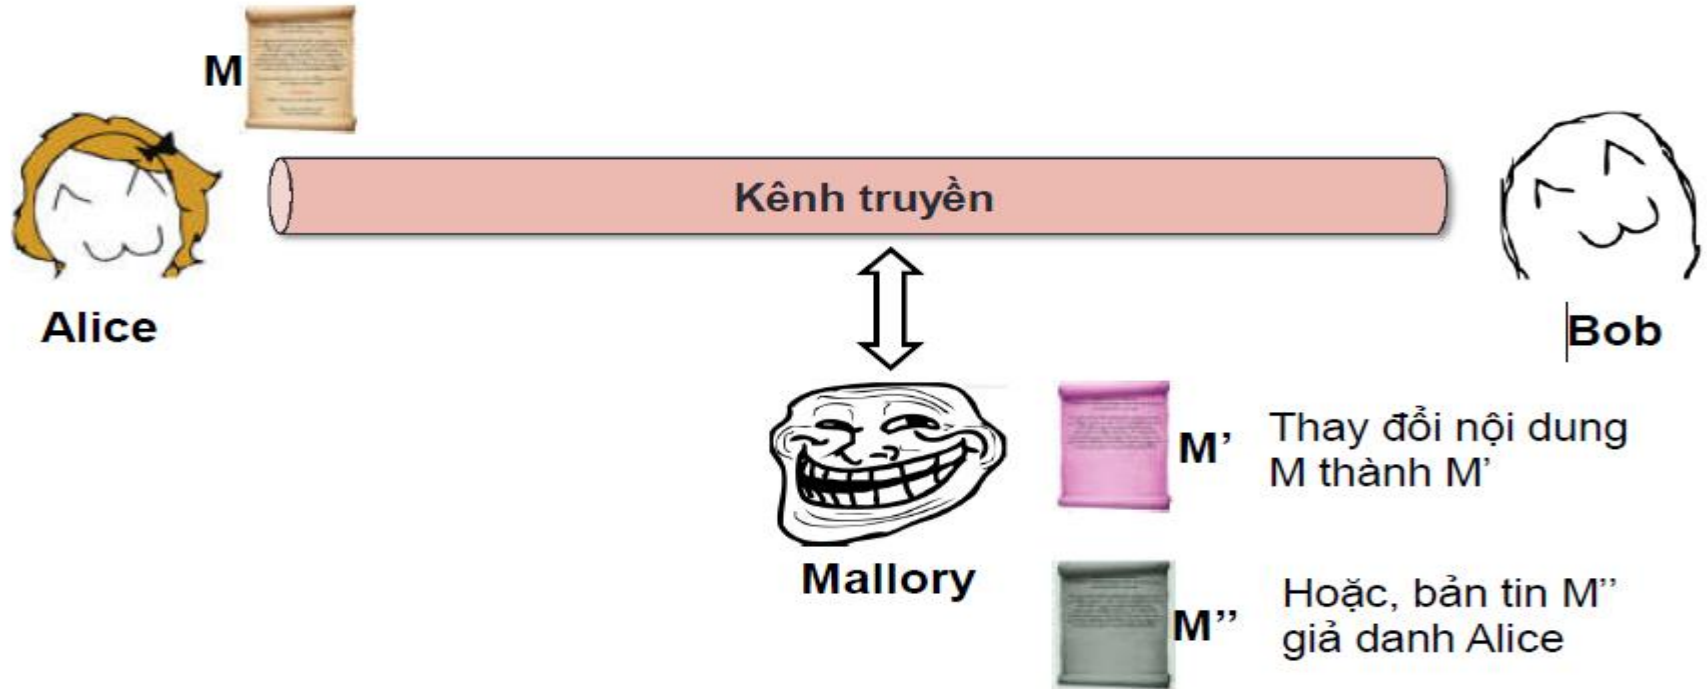 M
Kênh truyền
Alice
Bob
Mallory
M’
Thay đổi nội dung
M thành M’
M’’
Hoặc, bản tin M’’
giả danh Alice